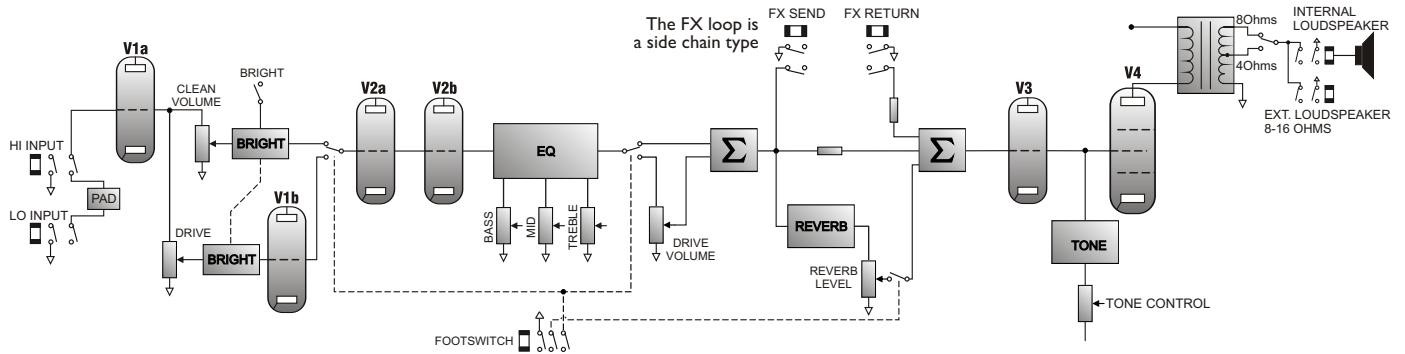 The FX loop is
a side chain type
FX SEND
FX RETURN
8Ohms
4Ohms
INTERNAL
LOUDSPEAKER
EXT. LOUDSPEAKER
8-16 OHMS
V1a
CLEAN
VOLUME
BRIGHT
BRIGHT
V2a
V2b
EQ
BASS
MID
TREBLE
Σ
Σ
V3
V4
HI INPUT
PAD
LO INPUT
DRIVE
BRIGHT
V1b
DRIVE
VOLUME
REVERB
REVERB
LEVEL
TONE
TONE CONTROL
FOOTSWITCH